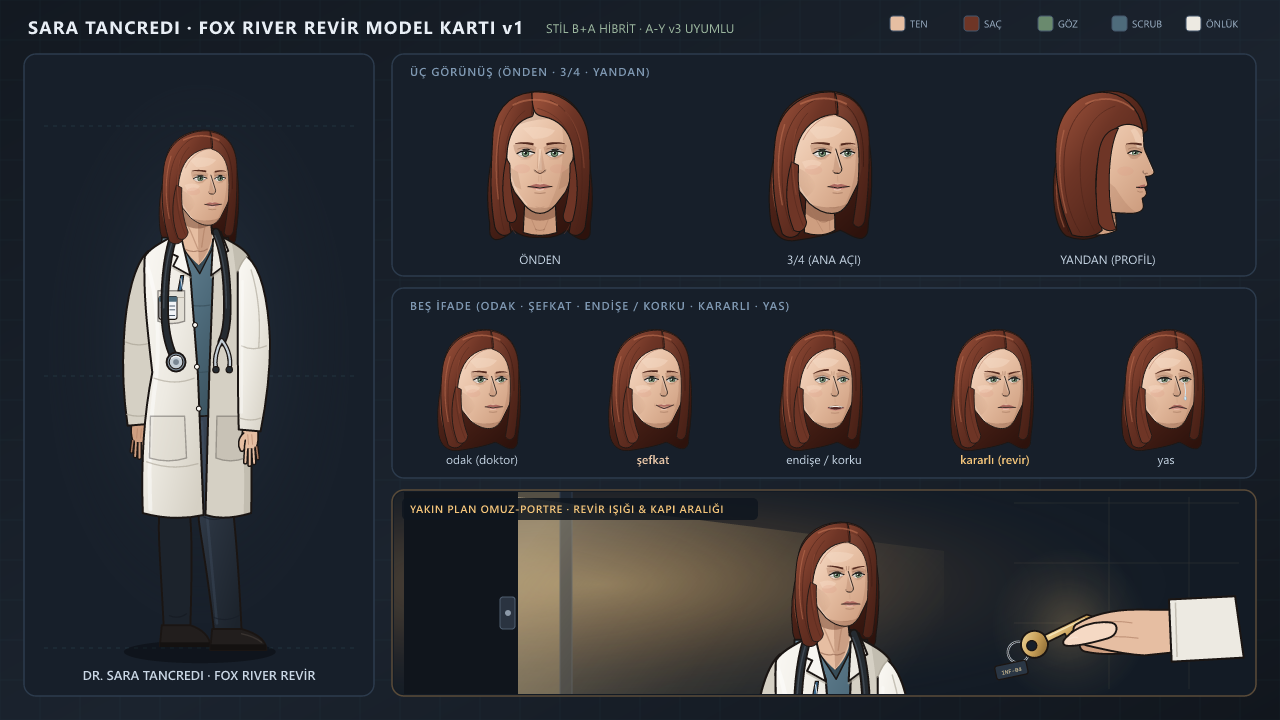 SARA TANCREDI · FOX RIVER REVİR MODEL KARTI v1
STİL B+A HİBRİT · A-Y v3 UYUMLU
TEN
SAÇ
GÖZ
SCRUB
ÖNLÜK
DR. SARA TANCREDI · FOX RIVER REVİR
ÜÇ GÖRÜNÜŞ (ÖNDEN · 3/4 · YANDAN)
ÖNDEN
3/4 (ANA AÇI)
YANDAN (PROFİL)
BEŞ İFADE (ODAK · ŞEFKAT · ENDİŞE / KORKU · KARARLI · YAS)
odak (doktor)
şefkat
endişe / korku
kararlı (revir)
yas
YAKIN PLAN OMUZ-PORTRE · REVİR IŞIĞI & KAPI ARALIĞI